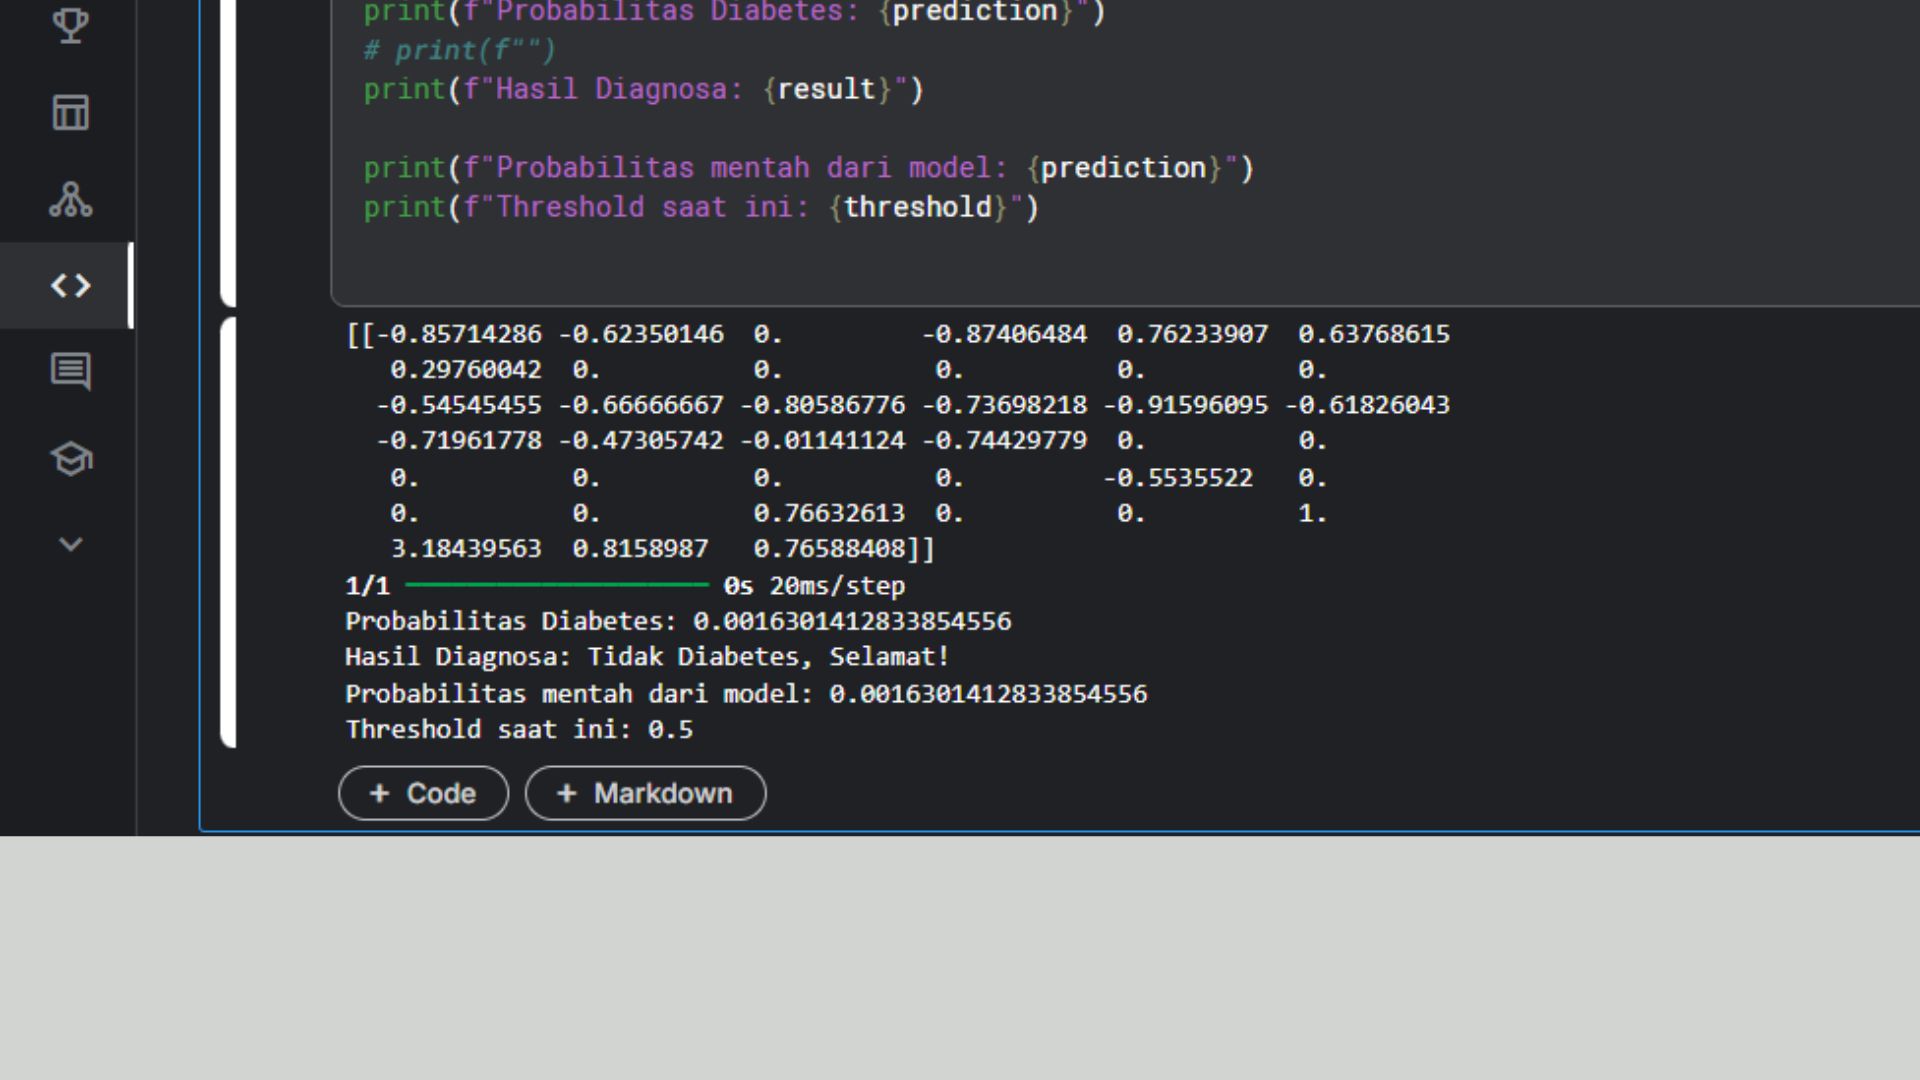 print(f"Probabilitas Diabetes: {prediction}")
# print(f"")
print(f"Hasil Diagnosa: {result}")
print(f"Probabilitas mentah dari model: {prediction}")
print(f"Threshold saat ini: {threshold}")
[[-0.85714286 -0.62350146 0. -0.87406484 0.76233907 0.63768615
0.29760042 0. 0. 0. 0. 0.
-0.54545455 -0.66666667 -0.80586776 -0.73698218 -0.91596095 -0.61826043
-0.71961778 -0.47305742 -0.01141124 -0.74429779 0. 0.
0. 0. 0. 0. -0.5535522 0.
0. 0. 0.76632613 0. 0. 1.
3.18439563 0.8158987 0.76588408]]
1/1 ━━━━━━━━━━━━━━━━━━━━ 0s 20ms/step
Probabilitas Diabetes: 0.0016301412833854556
Hasil Diagnosa: Tidak Diabetes, Selamat!
Probabilitas mentah dari model: 0.0016301412833854556
Threshold saat ini: 0.5
+ Code + Markdown